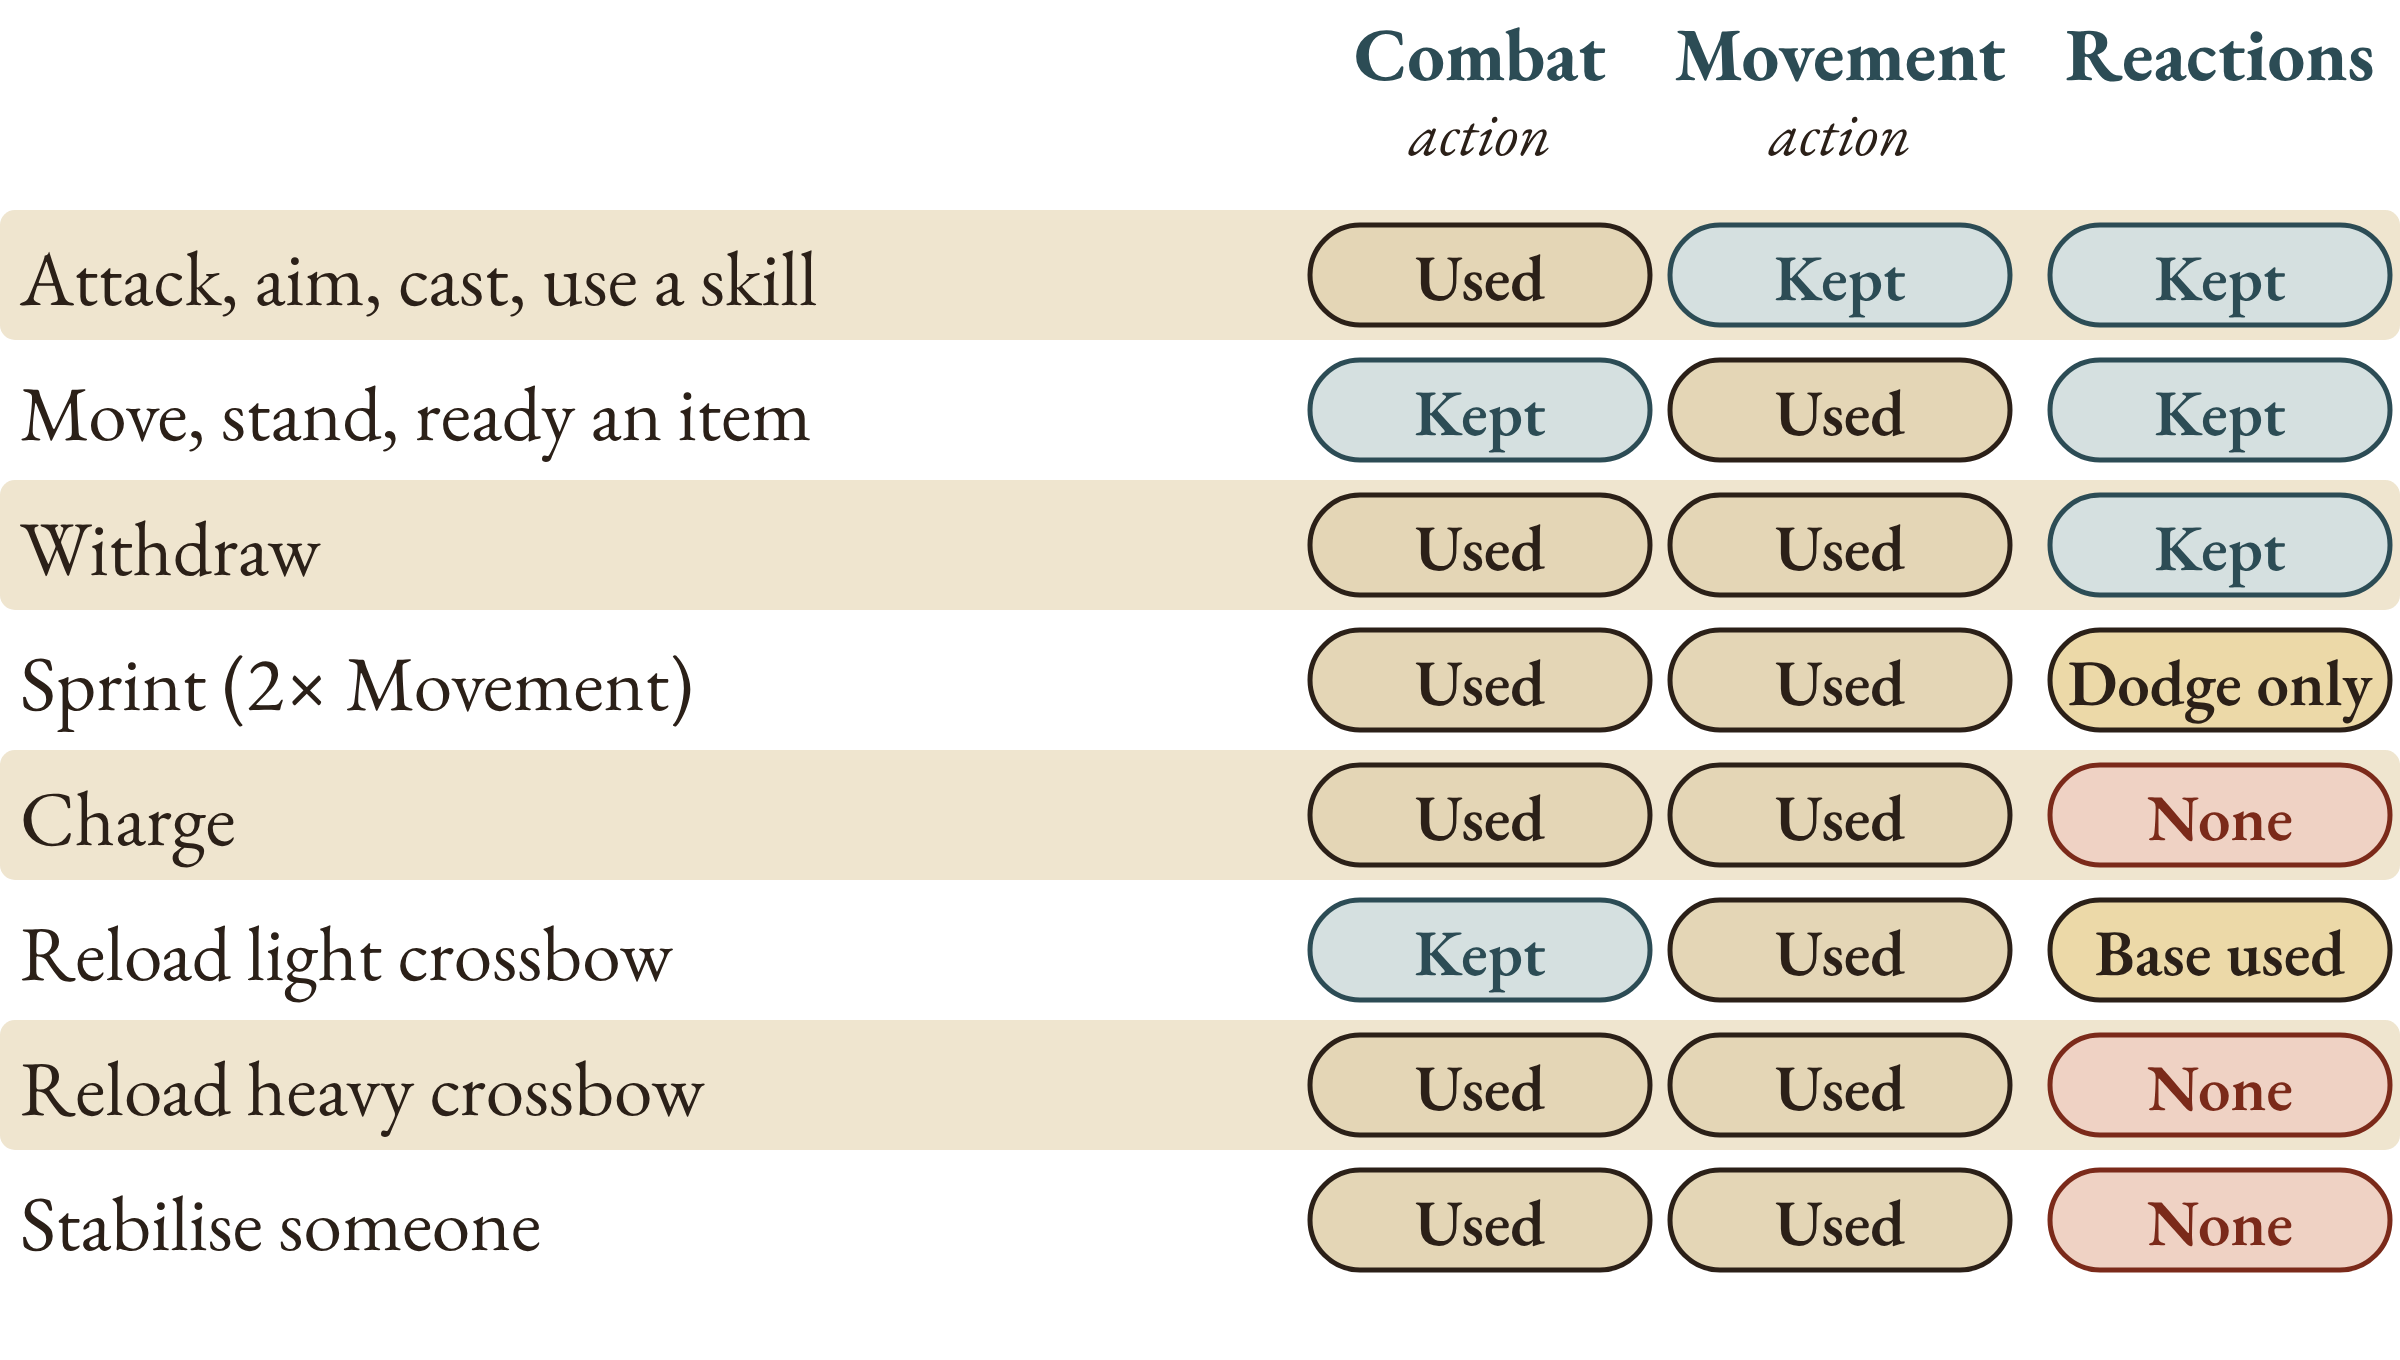 Combat Movement Reactions
action action
Attack, aim, cast, use a skill Used Kept Kept
Move, stand, ready an item Kept Used Kept
Withdraw Used Used Kept
Sprint (2× Movement) Used Used Dodge only
Charge Used Used None
Reload light crossbow Kept Used Base used
Reload heavy crossbow Used Used None
Stabilise someone Used Used None